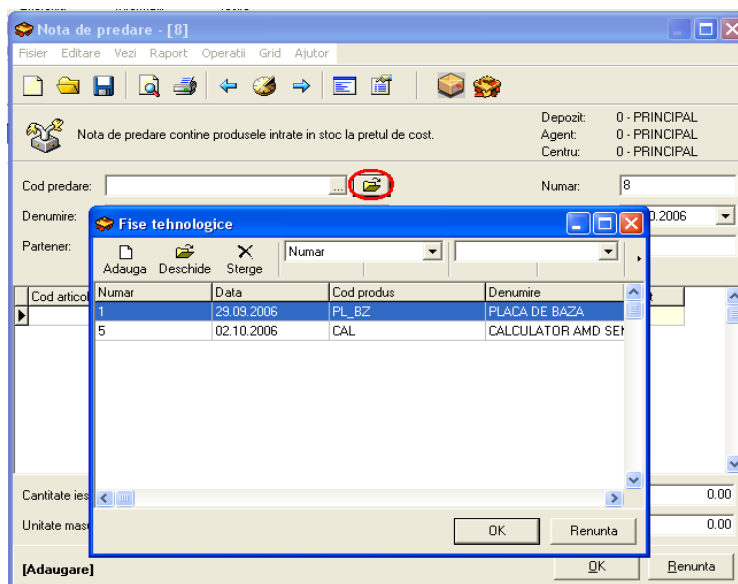 Nota de predare - [8]
Fisier Editare Vezi Raport Operatii Grid Ajutor
Nota de predare contine produsele intrate in stoc la pretul de cost.
Depozit: 0 - PRINCIPAL
Agent: 0 - PRINCIPAL
Centru: 0 - PRINCIPAL
Cod predare: ... Numar: 8
Denumire: .2006
Partener:
Fise tehnologice
Adauga Deschide Sterge Numar
Cod articol
Numar Data Cod produs Denumire
1 29.09.2006 PL_BZ PLACA DE BAZA
5 02.10.2006 CAL CALCULATOR AMD
Cantitate 0.00
Unitate 0.00
OK Renunta
[Adaugare] OK Renunta